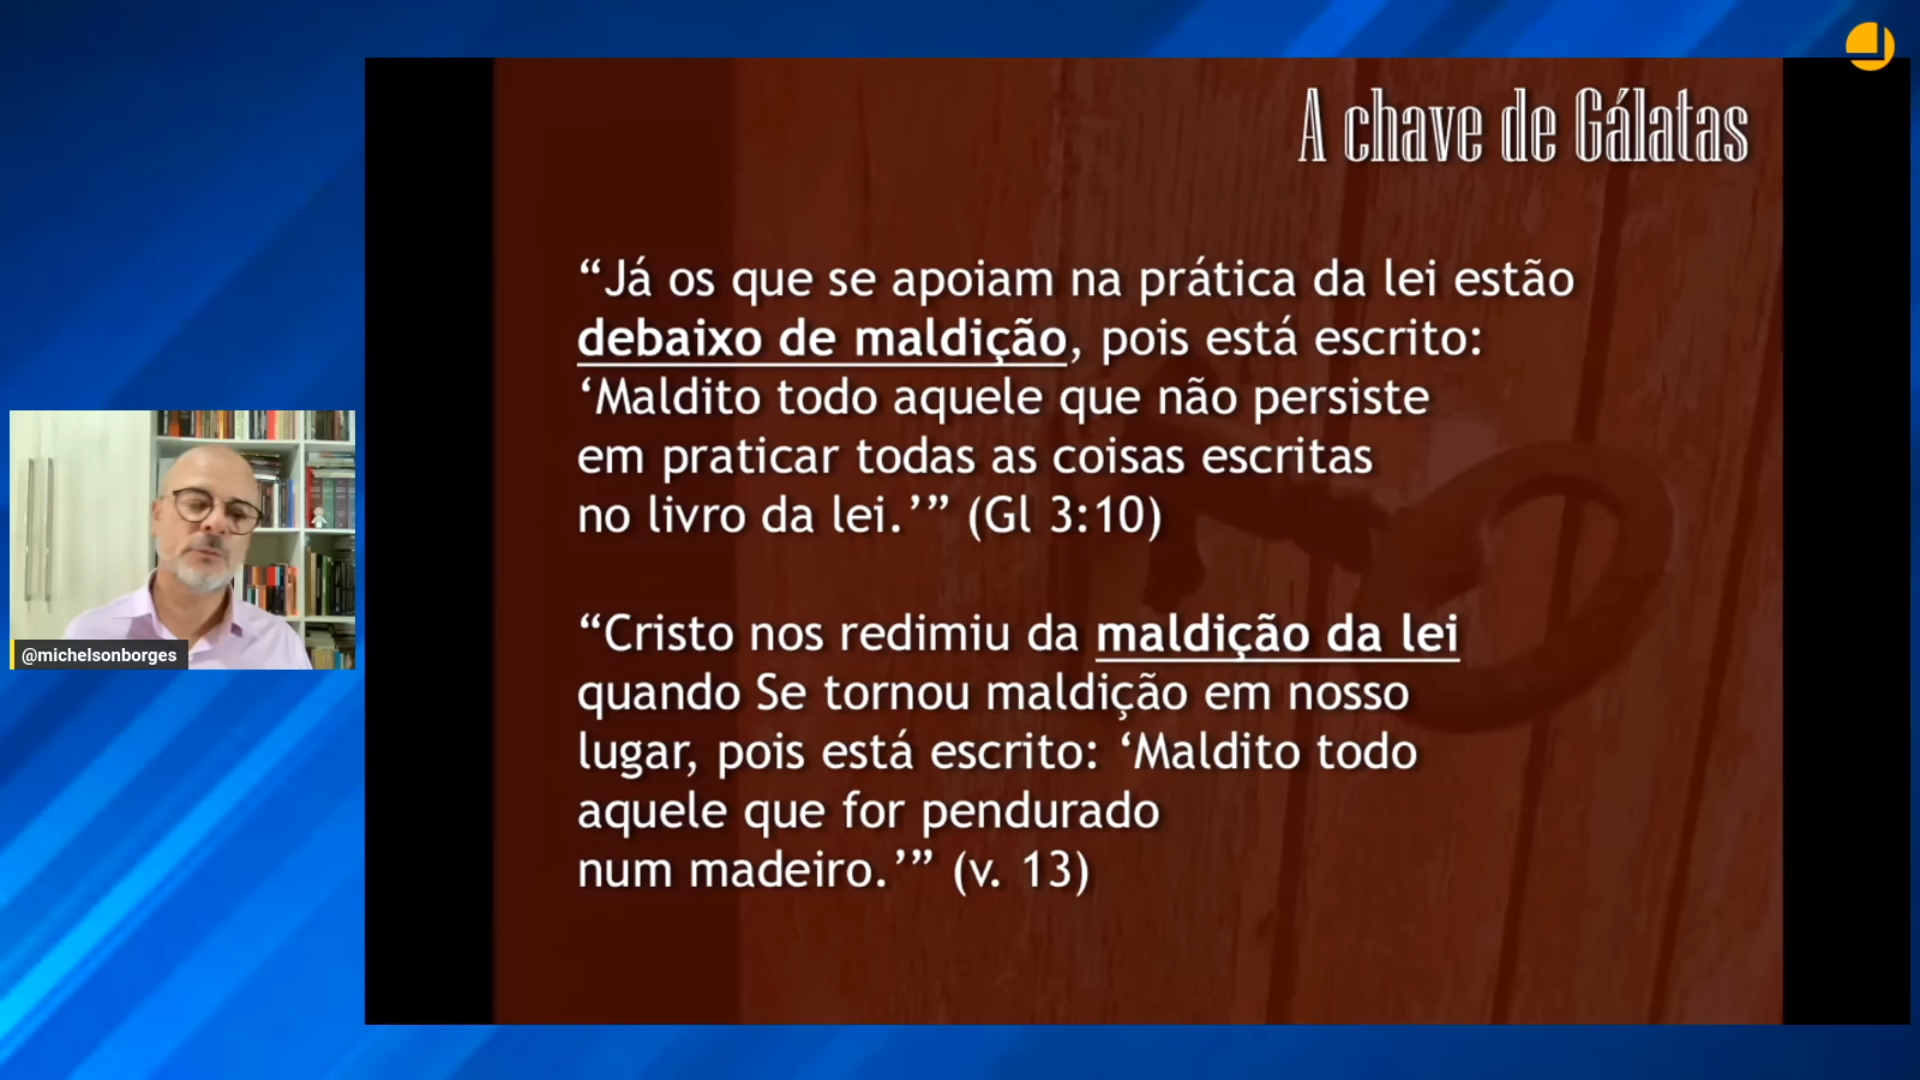 A chave de Gálatas
“Já os que se apoiam na prática da lei estão
debaixo de maldição, pois está escrito:
‘Maldito todo aquele que não persiste
em praticar todas as coisas escritas
no livro da lei.’” (Gl 3:10)
“Cristo nos redimiu da maldição da lei
quando Se tornou maldição em nosso
lugar, pois está escrito: ‘Maldito todo
aquele que for pendurado
num madeiro.’” (v. 13)
@michelsonborges